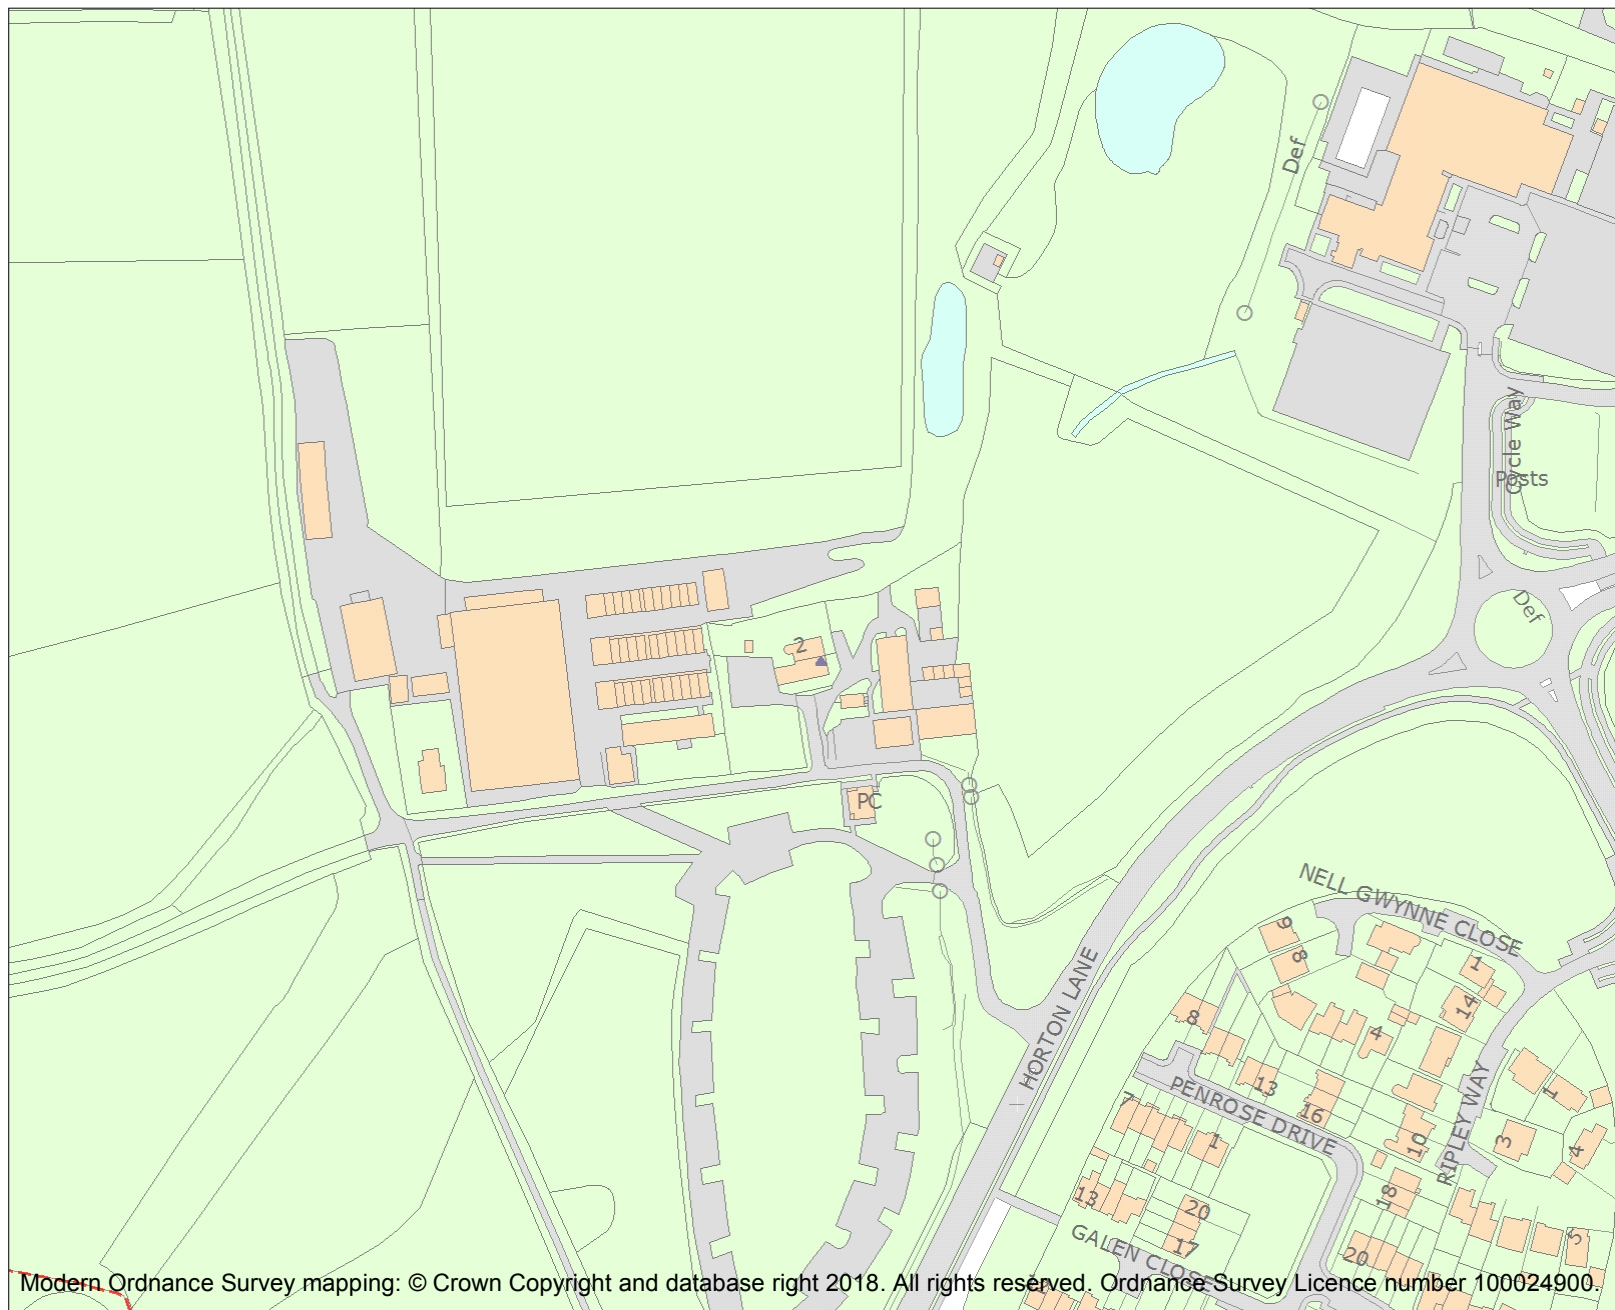 Def
Cycle Way
Posts
Def
2
PC
NELL GWYNNE CLOSE
9
8
1
14
8
4
HORTON LANE
13
16
PENROSE DRIVE
7
1
10
RIPLEY WAY
1
3
4
13
20
17
18
20
5
GALEN CLOSE
Modern Ordnance Survey mapping: © Crown Copyright and database right 2018. All rights reserved. Ordnance Survey Licence number 100024900.